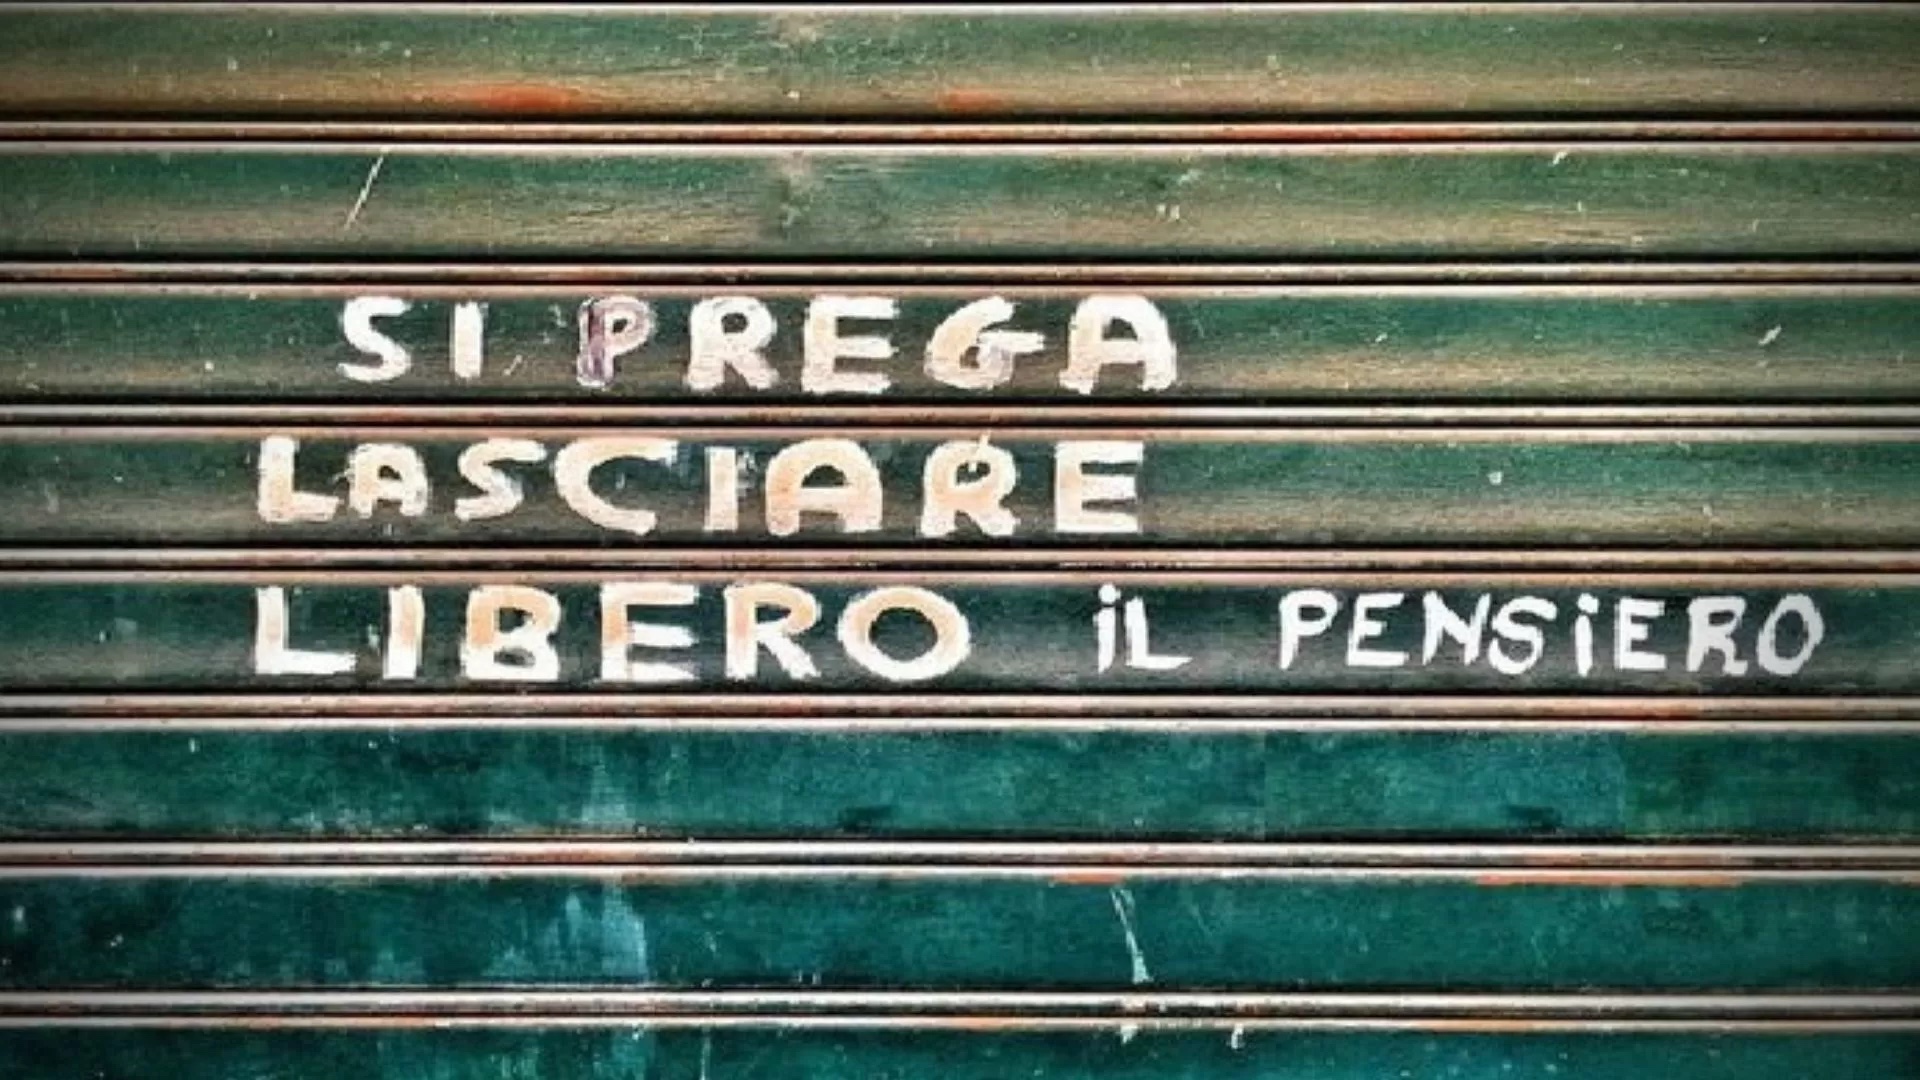 SI PREGA
LASCIARE
LIBERO iL PENSiERO